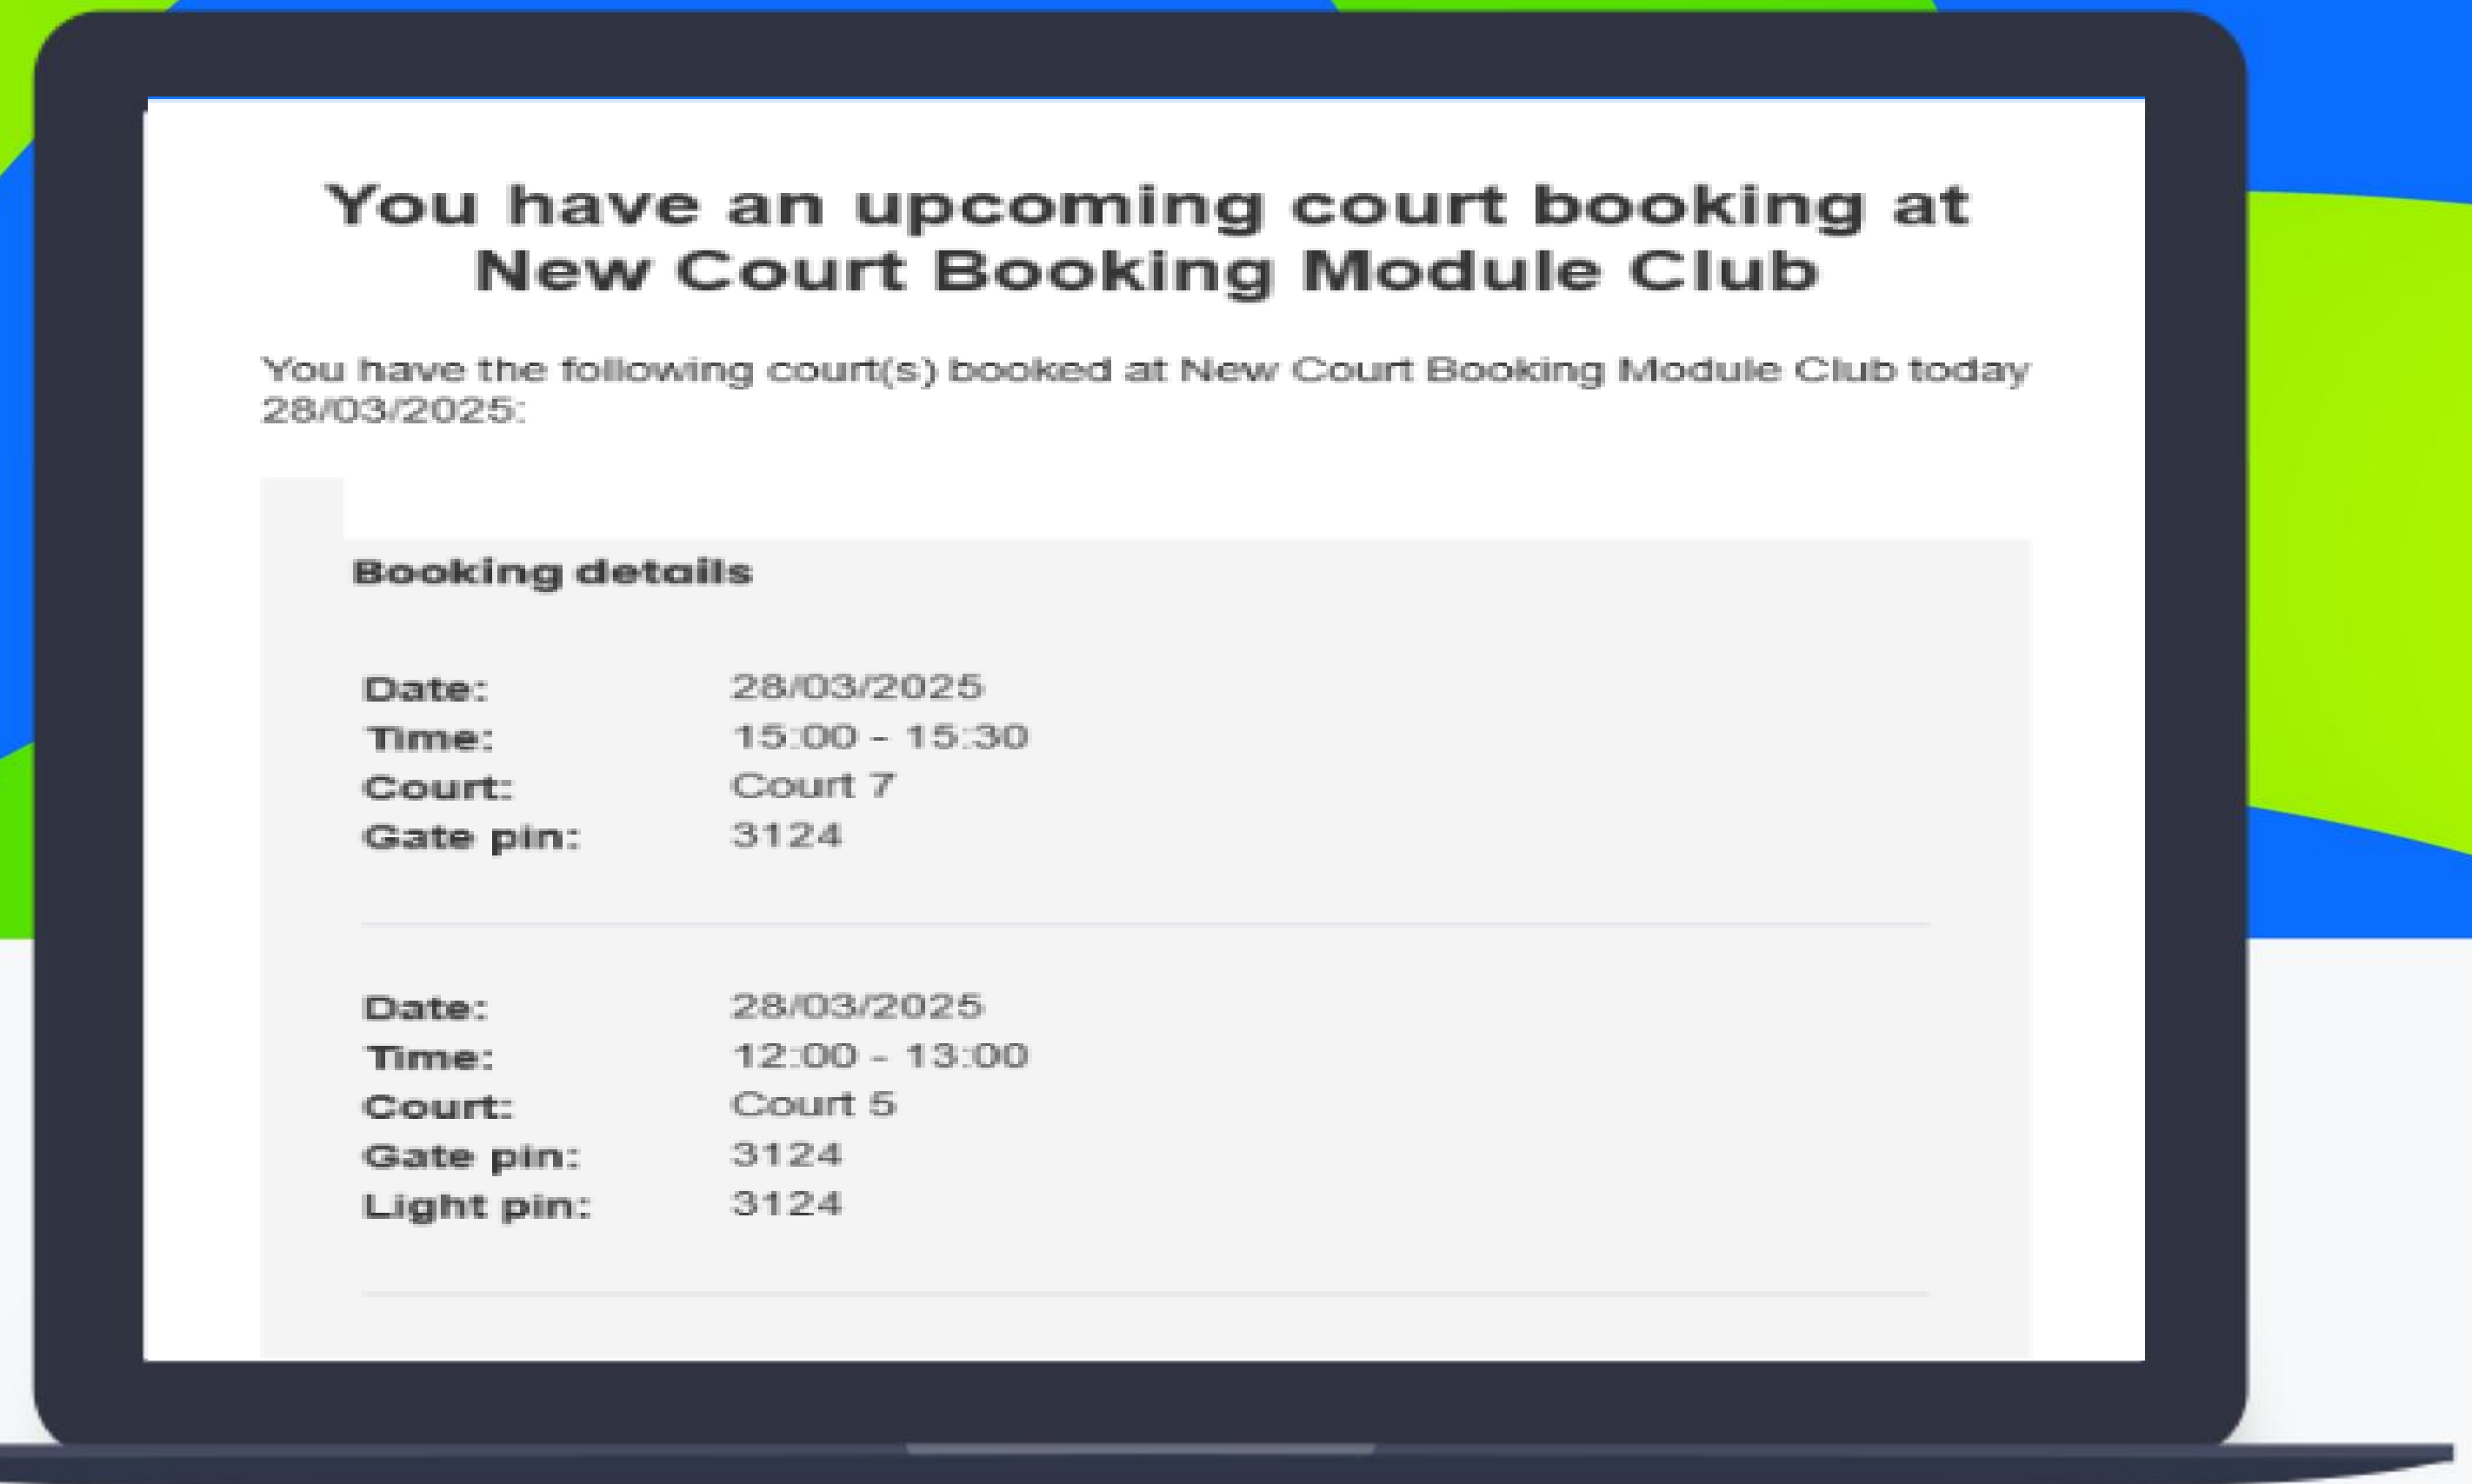 You have an upcoming court booking at
New Court Booking Module Club
You have the following court(s) booked at New Court Booking Module Club today
28/03/2025:
Booking details
Date: 28/03/2025
Time: 15:00 - 15:30
Court: Court 7
Gate pin: 3124
Date: 28/03/2025
Time: 12:00 - 13:00
Court: Court 5
Gate pin: 3124
Light pin: 3124